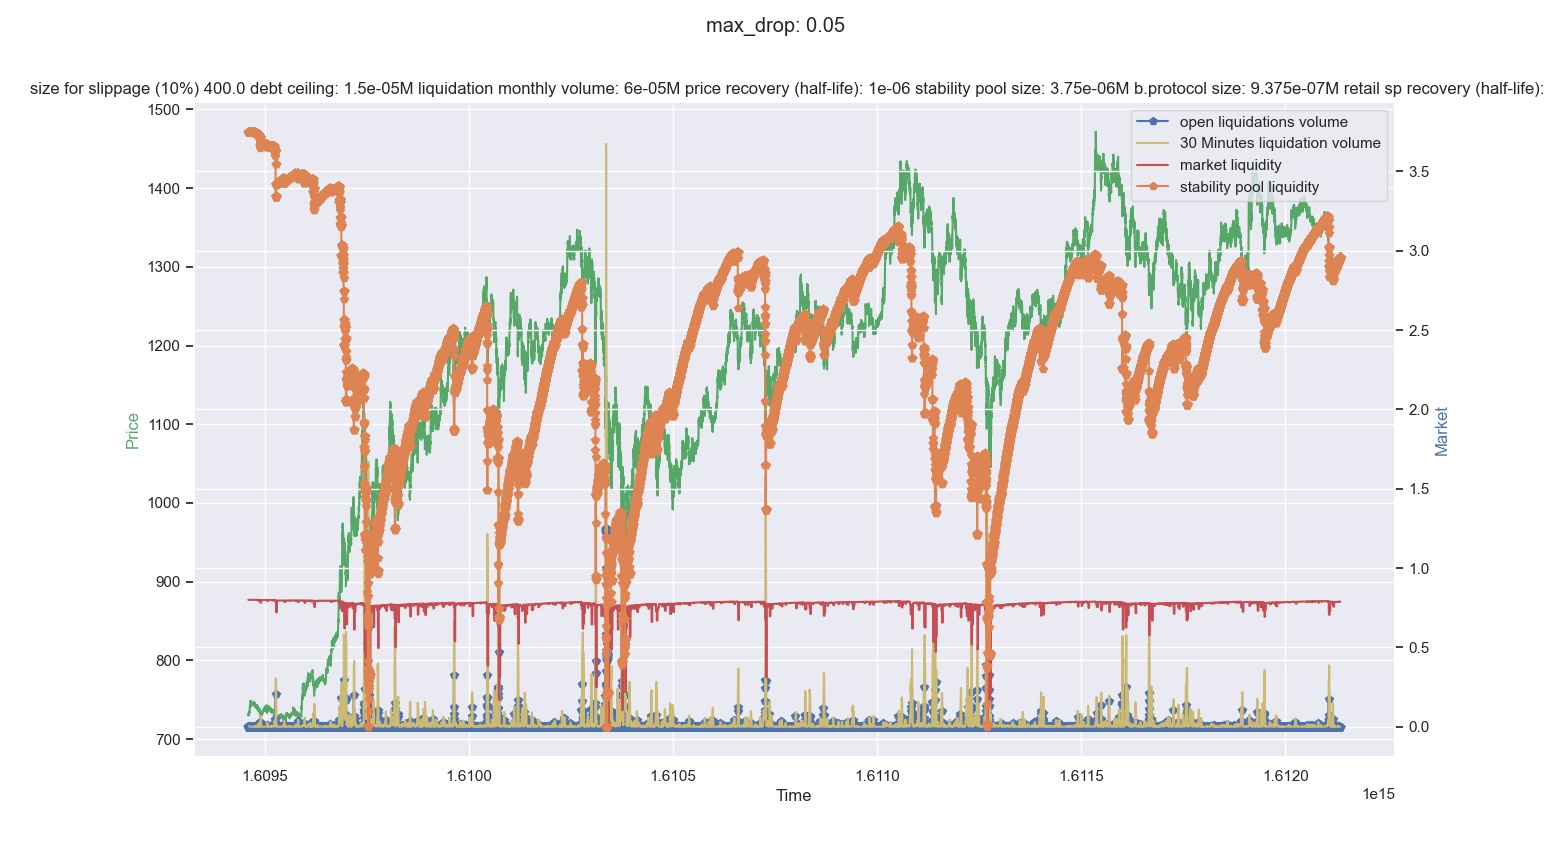 max_drop: 0.05
size for slippage (10%) 400.0 debt ceiling: 1.5e-05M liquidation monthly volume: 6e-05M price recovery (half-life): 1e-06 stability pool size: 3.75e-06M b.protocol size: 9.375e-07M retail sp recovery (half-life):
open liquidations volume
30 Minutes liquidation volume
market liquidity
stability pool liquidity
1500
1400
1300
1200
1100
1000
900
800
700
Price
3.5
3.0
2.5
2.0
1.5
1.0
0.5
0.0
Market
1.6095 1.6100 1.6105 1.6110 1.6115 1.6120
Time
1e15